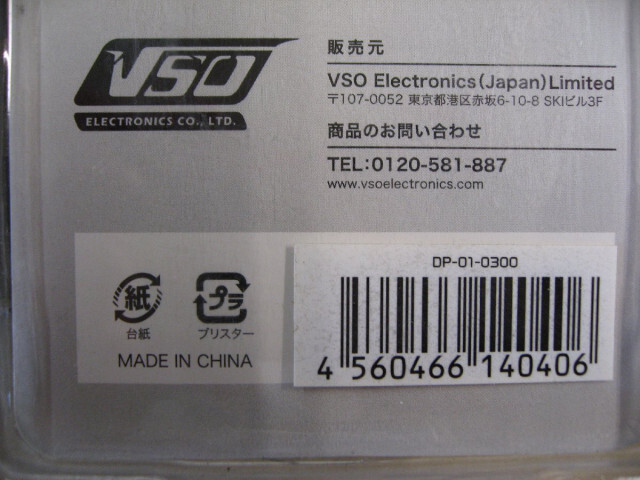 VSO
ELECTRONICS CO., LTD.
販売元
VSO Electronics(Japan)Limited
〒107-0052 東京都港区赤坂6-10-8 SKIビル3F
商品のお問い合わせ
TEL:0120-581-887
www.vsoelectronics.com
紙
台紙
プラ
ブリスター
MADE IN CHINA
DP-01-0300
4 560466 140406